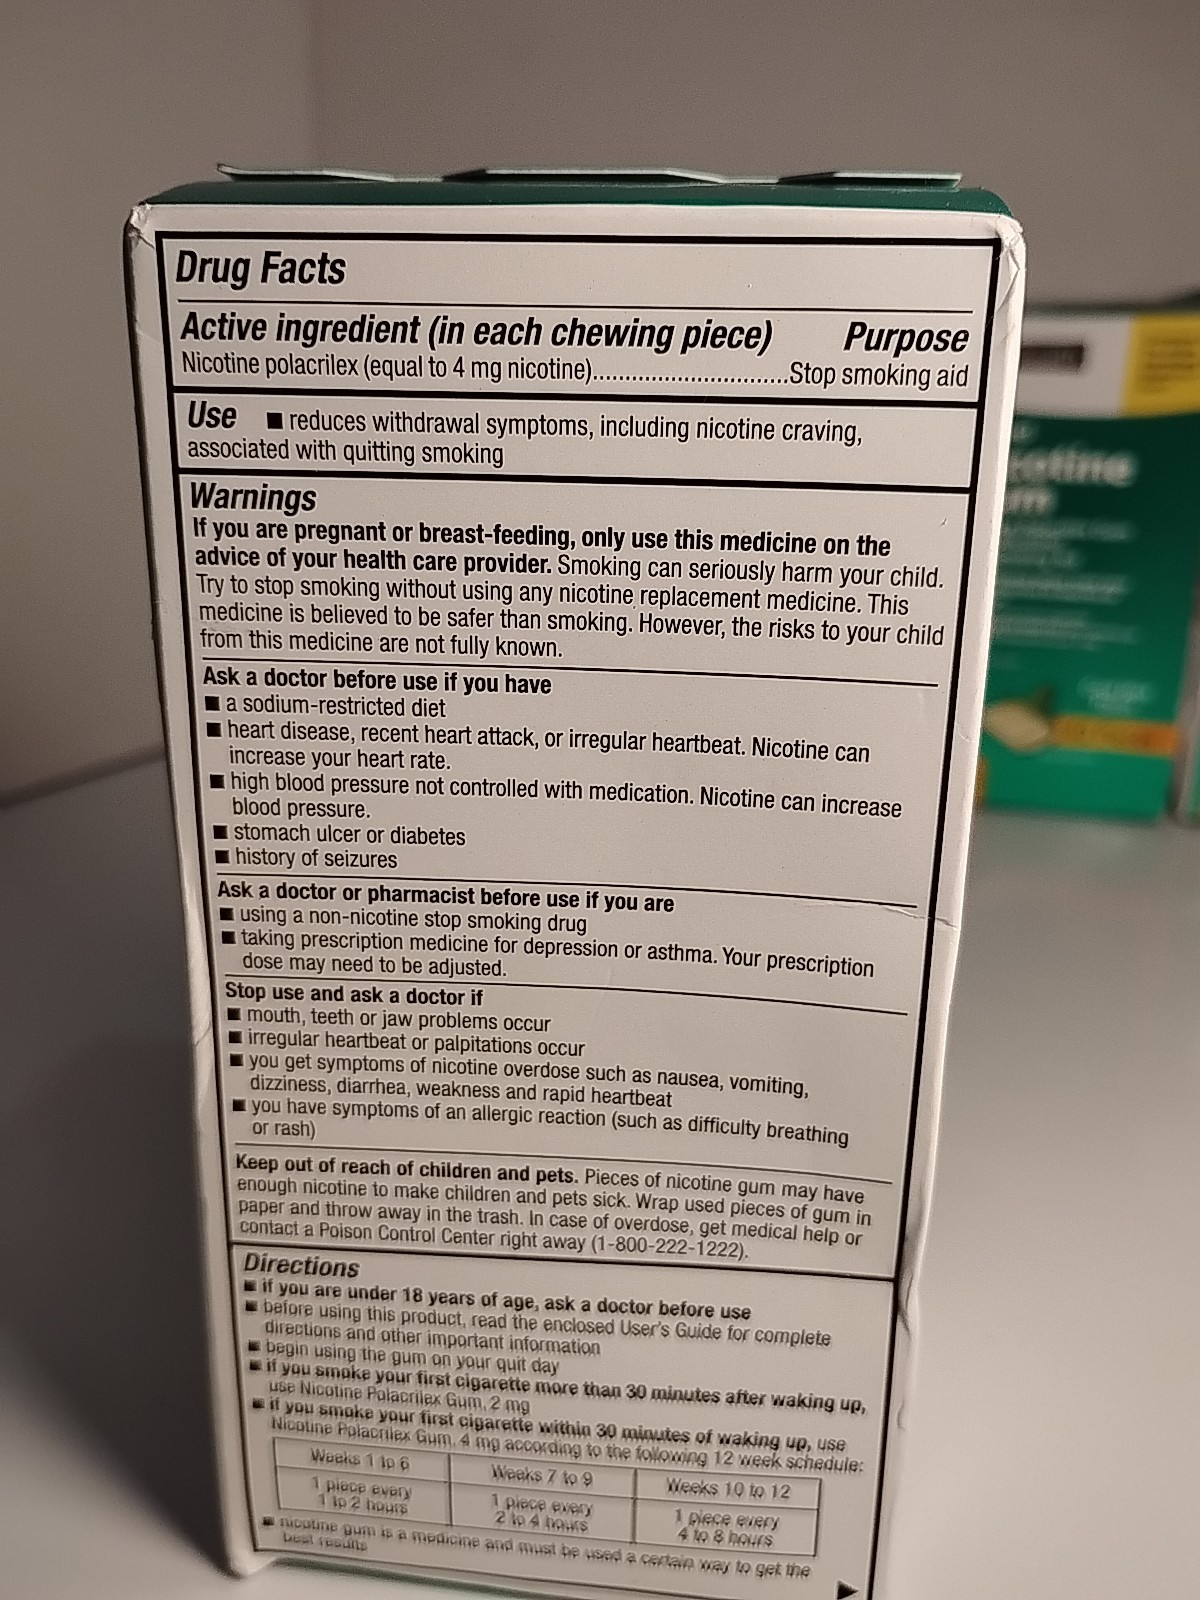 Drug Facts
Active ingredient (in each chewing piece) Purpose
Nicotine polacrilex (equal to 4 mg nicotine)..............................Stop smoking aid
Use ■ reduces withdrawal symptoms, including nicotine craving,
associated with quitting smoking
Warnings
If you are pregnant or breast-feeding, only use this medicine on the
advice of your health care provider. Smoking can seriously harm your child.
Try to stop smoking without using any nicotine replacement medicine. This
medicine is believed to be safer than smoking. However, the risks to your child
from this medicine are not fully known.
Ask a doctor before use if you have
■ a sodium-restricted diet
■ heart disease, recent heart attack, or irregular heartbeat. Nicotine can
increase your heart rate.
■ high blood pressure not controlled with medication. Nicotine can increase
blood pressure.
■ stomach ulcer or diabetes
■ history of seizures
Ask a doctor or pharmacist before use if you are
■ using a non-nicotine stop smoking drug
■ taking prescription medicine for depression or asthma. Your prescription
dose may need to be adjusted.
Stop use and ask a doctor if
■ mouth, teeth or jaw problems occur
■ irregular heartbeat or palpitations occur
■ you get symptoms of nicotine overdose such as nausea, vomiting,
dizziness, diarrhea, weakness and rapid heartbeat
■ you have symptoms of an allergic reaction (such as difficulty breathing
or rash)
Keep out of reach of children and pets. Pieces of nicotine gum may have
enough nicotine to make children and pets sick. Wrap used pieces of gum in
paper and throw away in the trash. In case of overdose, get medical help or
contact a Poison Control Center right away (1-800-222-1222).
Directions
■ if you are under 18 years of age, ask a doctor before use
■ before using this product, read the enclosed User's Guide for complete
directions and other important information
■ begin using the gum on your quit day
■ if you smoke your first cigarette more than 30 minutes after waking up,
use Nicotine Polacrilex Gum, 2 mg
■ if you smoke your first cigarette within 30 minutes of waking up, use
Nicotine Polacrilex Gum, 4 mg according to the following 12 week schedule:
Weeks 1 to 6 Weeks 7 to 9 Weeks 10 to 12
1 piece every 1 piece every 1 piece every
1 to 2 hours 2 to 4 hours 4 to 8 hours
■ nicotine gum is a medicine and must be used a certain way to get the
best results